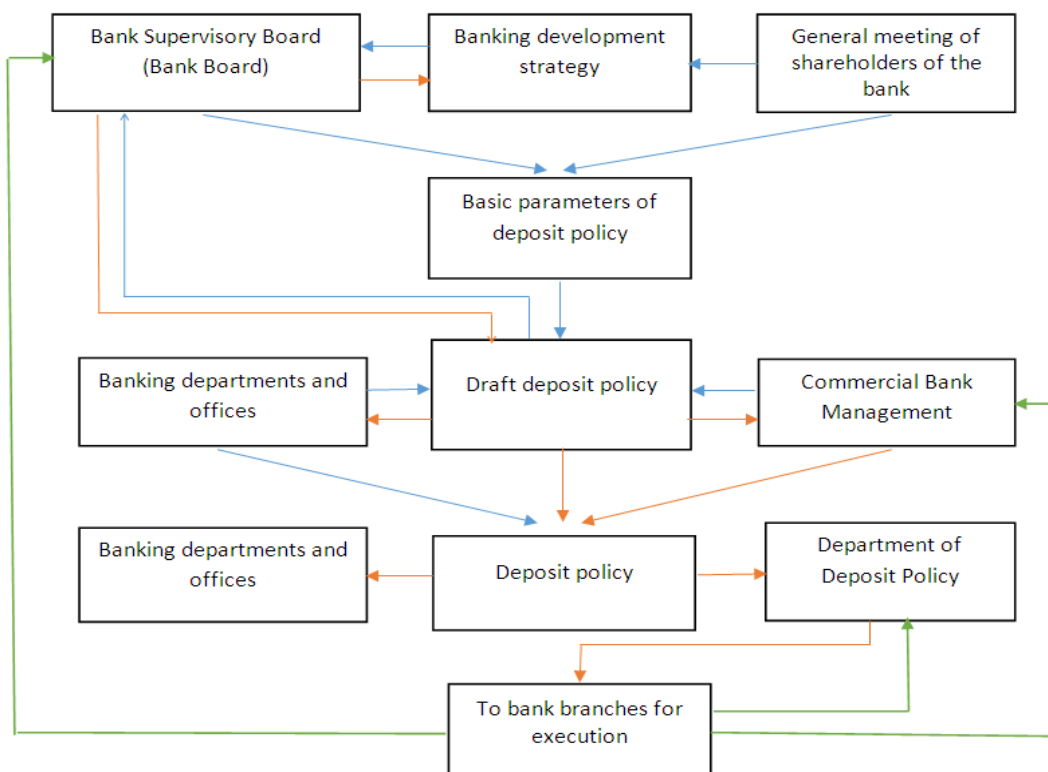 Bank Supervisory Board
(Bank Board)
Banking development
strategy
General meeting of
shareholders of the
bank
Basic parameters of
deposit policy
Banking departments and
offices
Draft deposit policy
Commercial Bank
Management
Banking departments and
offices
Deposit policy
Department of
Deposit Policy
To bank branches for
execution